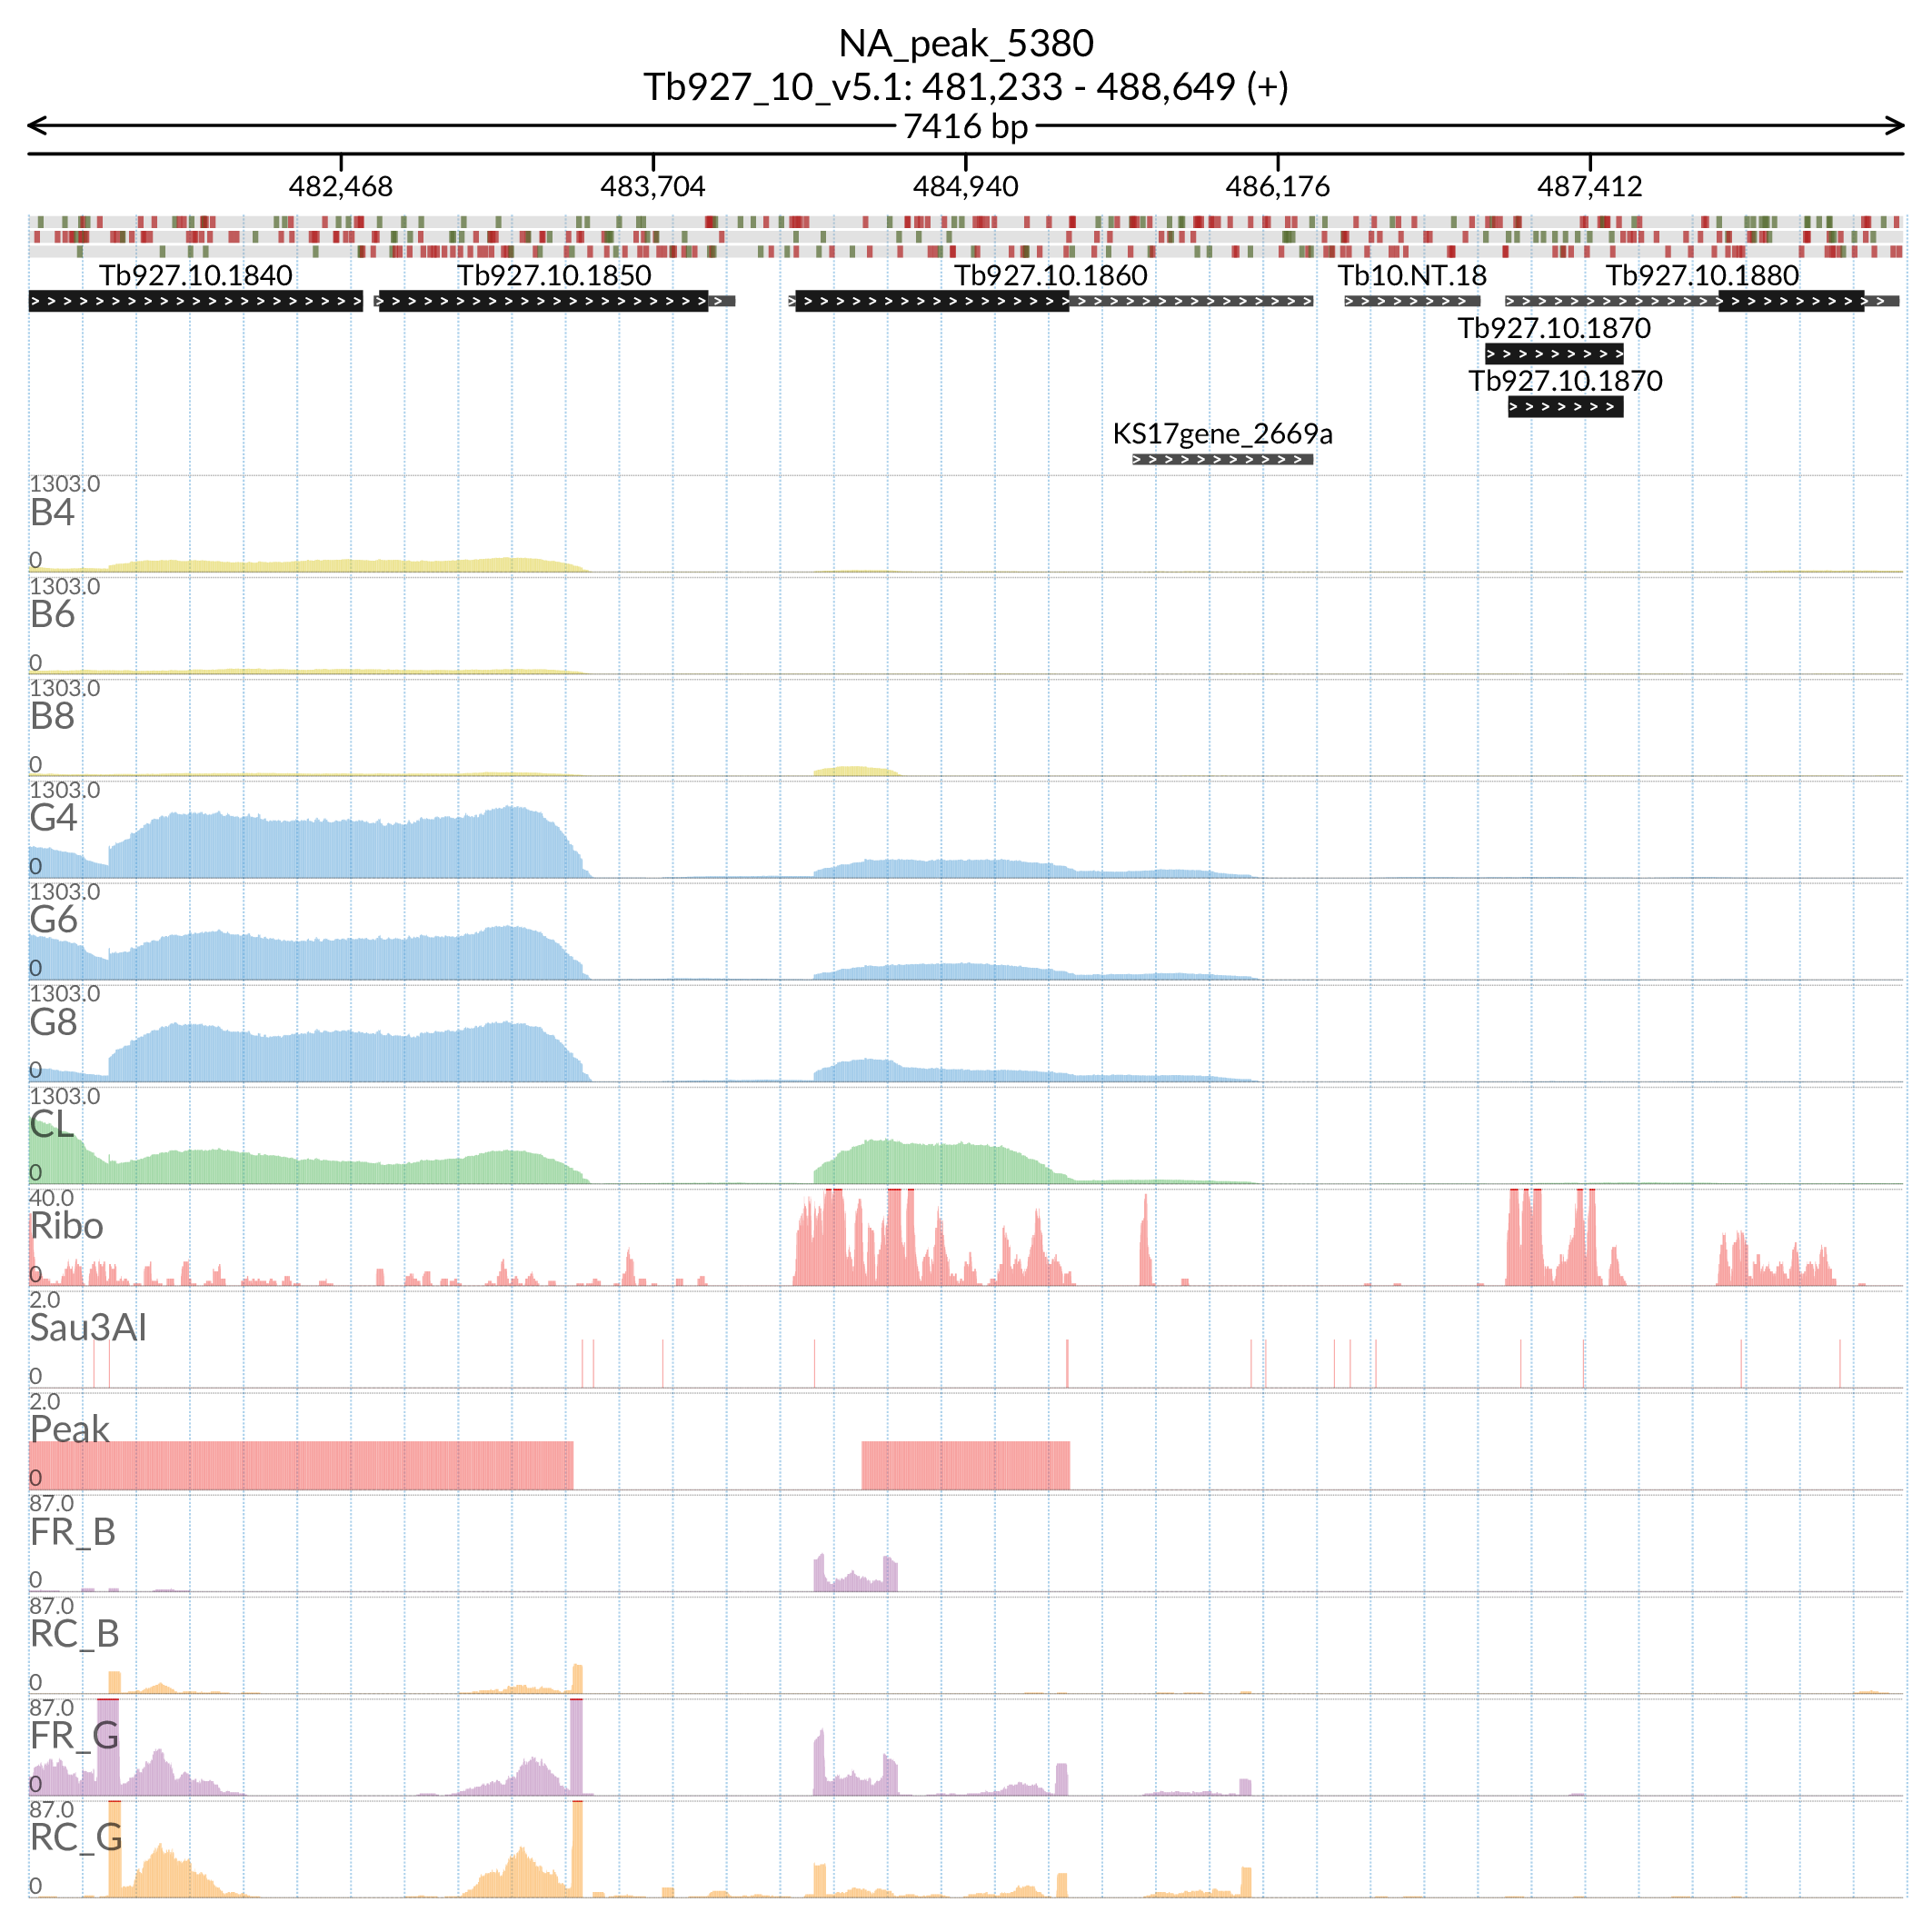 NA_peak_5380
Tb927_10_v5.1: 481,233 - 488,649 (+)
7416 bp
482,468 483,704 484,940 486,176 487,412
Tb927.10.1840 Tb927.10.1850 Tb927.10.1860 Tb10.NT.18 Tb927.10.1880
Tb927.10.1870
Tb927.10.1870
KS17gene_2669a
1303.0
B4
0
1303.0
B6
0
1303.0
B8
0
1303.0
G4
0
1303.0
G6
0
1303.0
G8
0
1303.0
CL
0
40.0
Ribo
0
2.0
Sau3AI
0
2.0
Peak
0
87.0
FR_B
0
87.0
RC_B
0
87.0
FR_G
0
87.0
RC_G
0